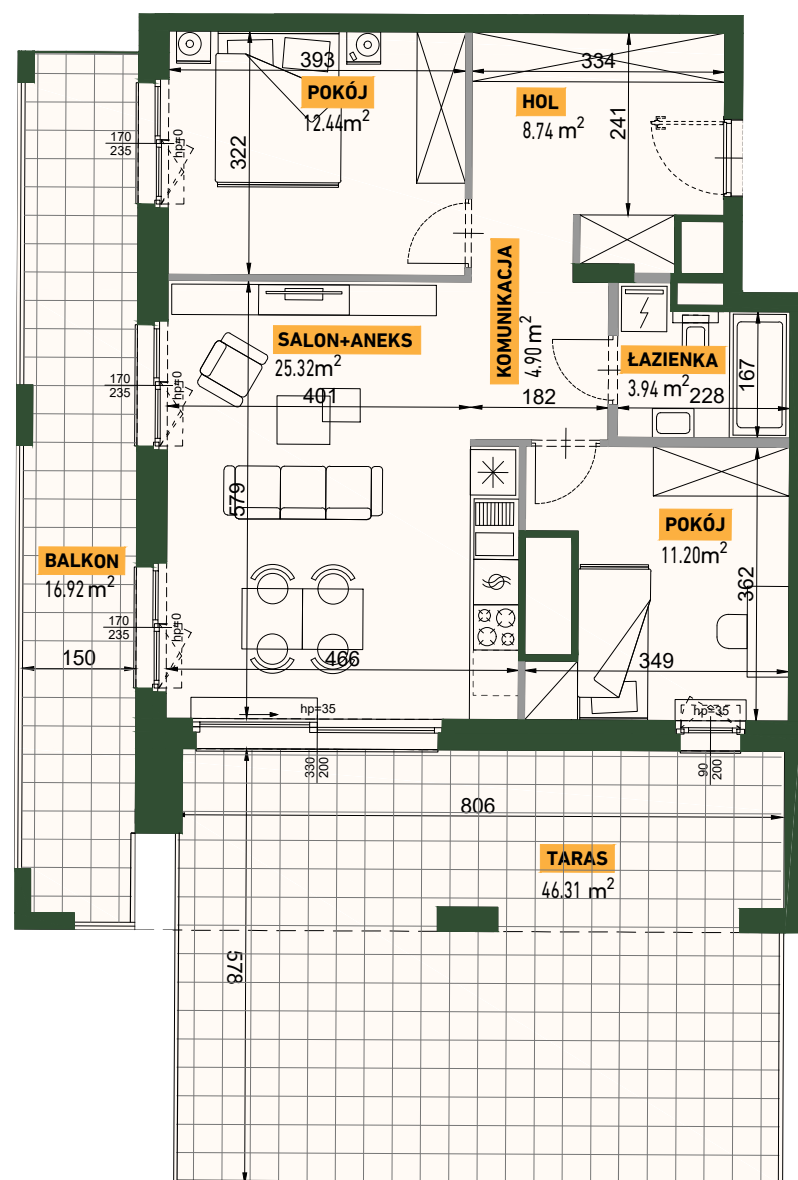 393
POKÓJ
12.44m²
322
334
HOL
8.74 m²
241
170
235
hp=0
KOMUNIKACJA
4.90 m²
SALON+ANEKS
25.32m²
401
182
ŁAZIENKA
3.94 m²
228
167
170
235
hp=0
579
POKÓJ
11.20m²
362
BALKON
16.92 m²
150
170
235
hp=0
466
349
hp=35
hp=35
330
200
90
200
806
TARAS
46.31 m²
578